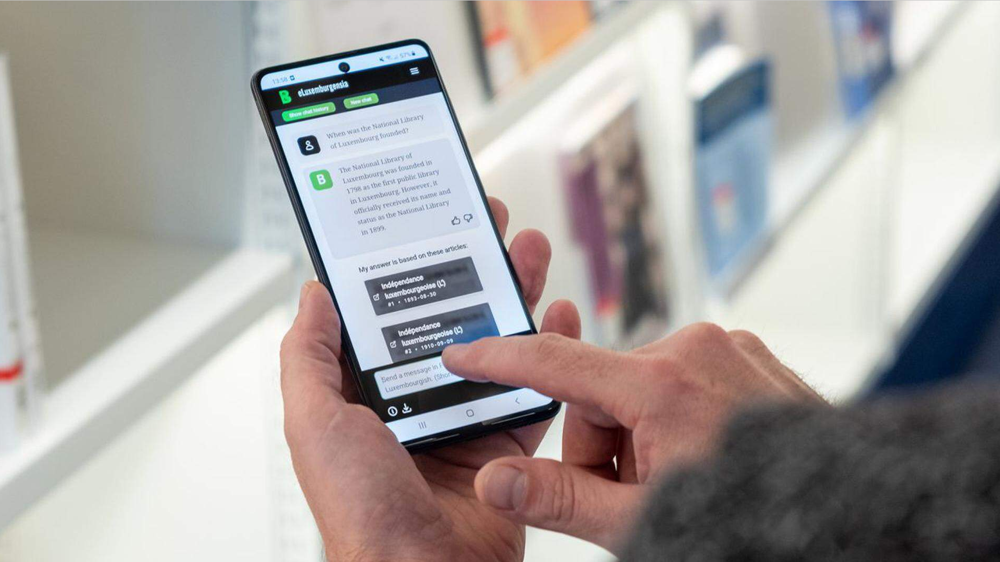 13:58
57%
eLuxemburgensia
Show chat history
New chat
When was the National Library
of Luxembourg founded?
B
The National Library of
Luxembourg was founded in
1798 as the first public library
in Luxembourg. However, it
officially received its name and
status as the National Library
in 1899.
My answer is based on these articles:
Indépendance
luxembourgeoise (L')
#1 • 1893-08-30
Indépendance
luxembourgeoise (L')
#2 • 1910-09-09
Send a message in F
Luxembourgish. (Shor